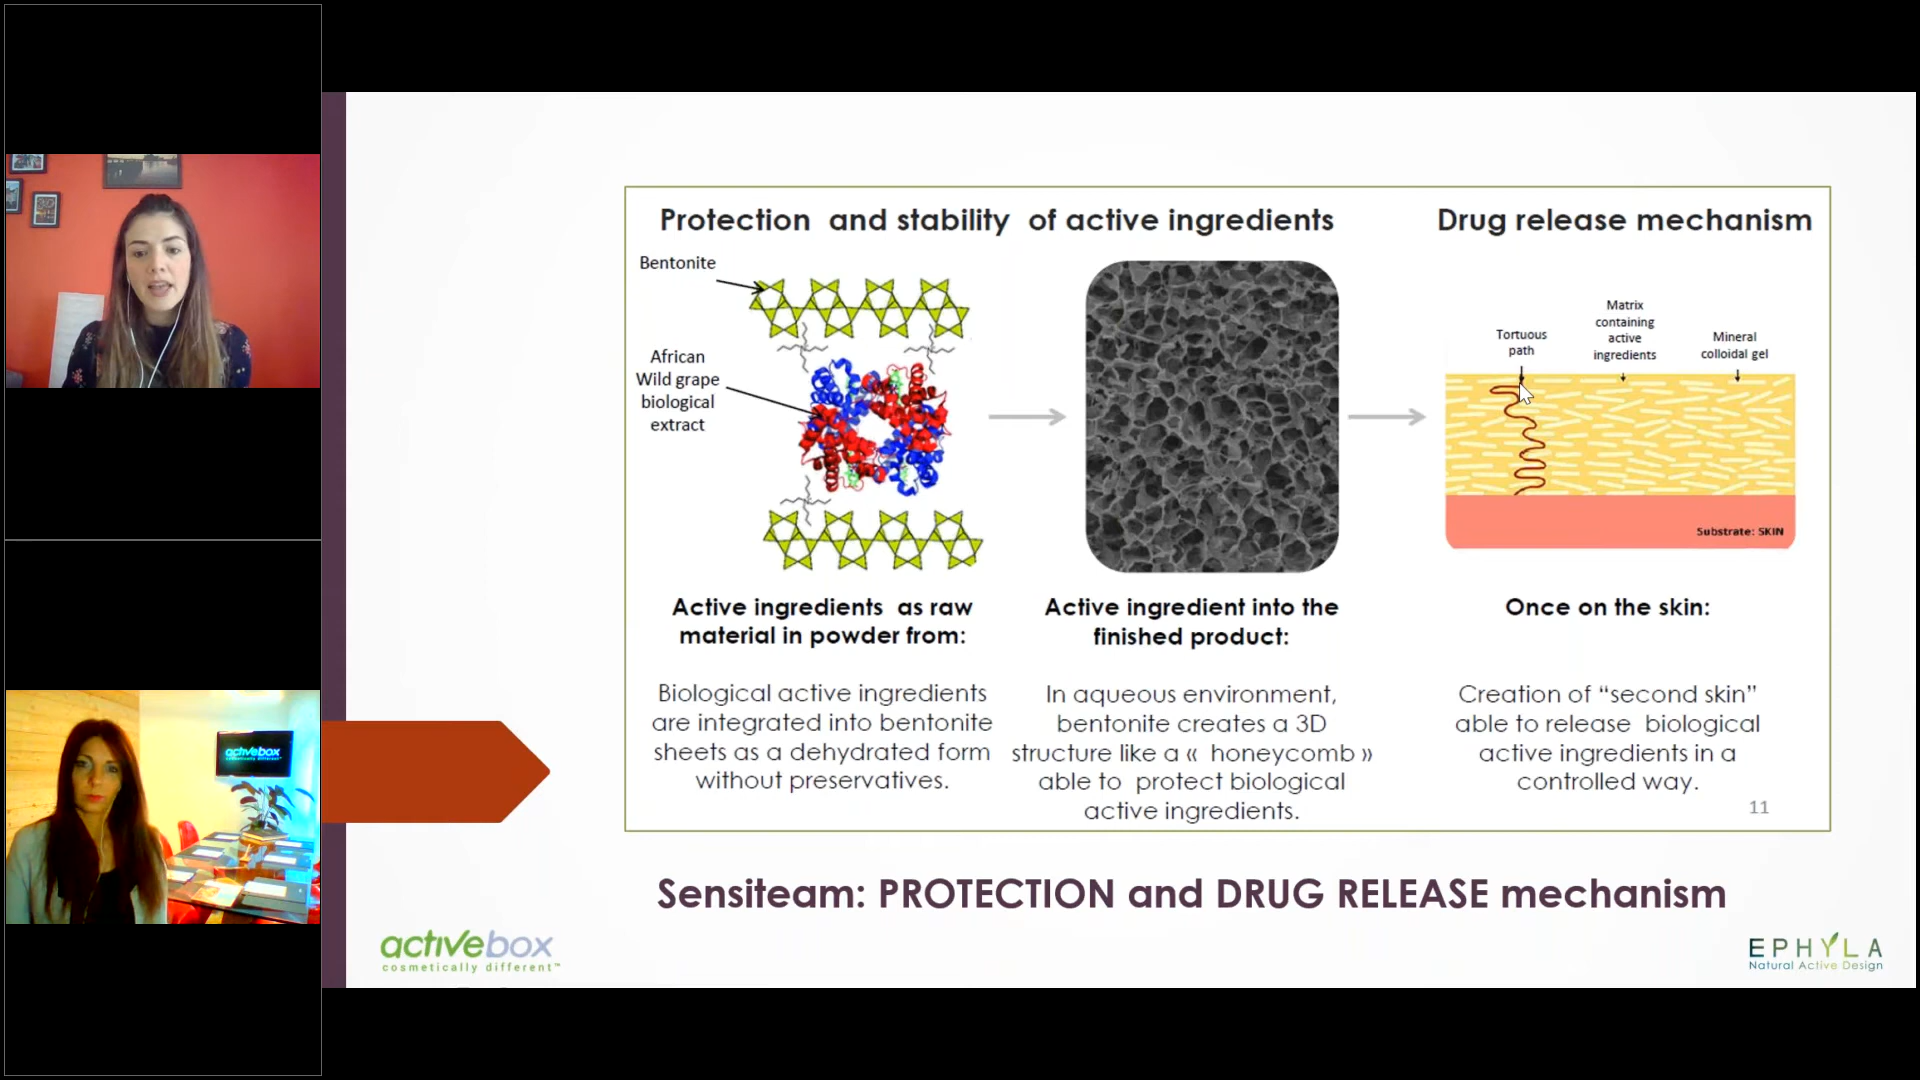 Protection and stability of active ingredients
Drug release mechanism
Bentonite
African
Wild grape
biological
extract
Tortuous
path
Matrix
containing
active
ingredients
Mineral
colloidal gel
Substrate: SKIN
Active ingredients as raw
material in powder from:
Biological active ingredients
are integrated into bentonite
sheets as a dehydrated form
without preservatives.
Active ingredient into the
finished product:
In aqueous environment,
bentonite creates a 3D
structure like a « honeycomb »
able to protect biological
active ingredients.
Once on the skin:
Creation of “second skin”
able to release biological
active ingredients in a
controlled way.
11
Sensiteam: PROTECTION and DRUG RELEASE mechanism
activebox
cosmetically different™
EPHYLA
Natural Active Design
activebox
cosmetically different™